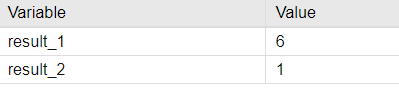 Variable Value
result_1 6
result_2 1